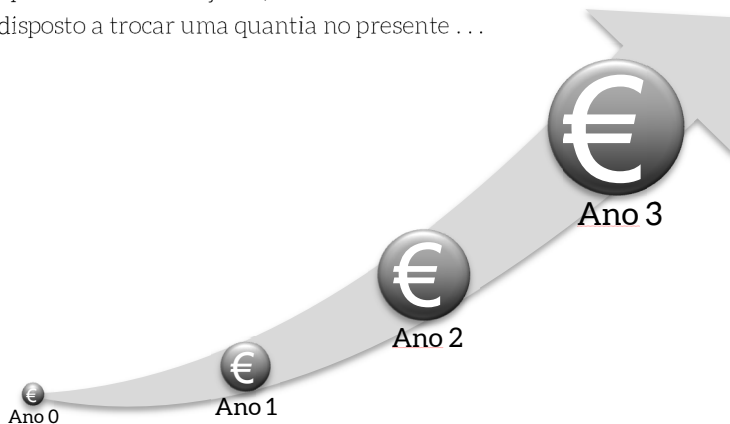 disposto a trocar uma quantia no presente . . .
€
Ano 3
€
Ano 2
€
Ano 1
€
Ano 0